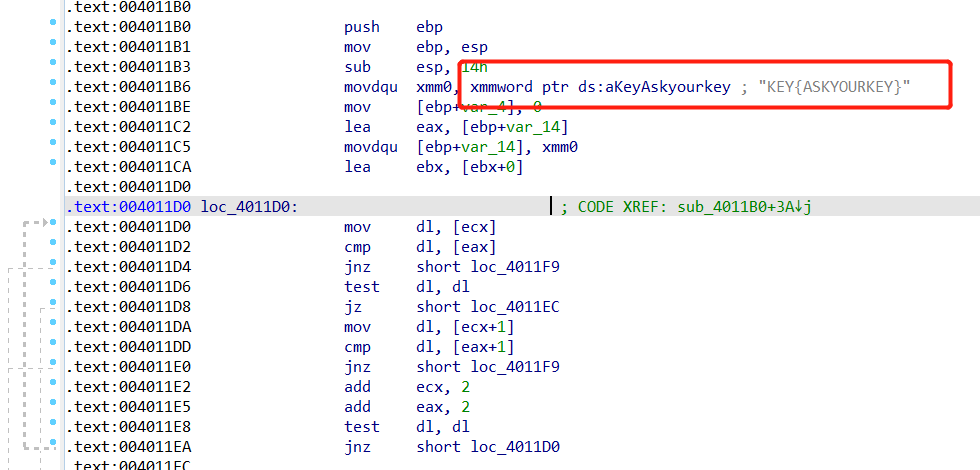 .text:004011B0
.text:004011B0 push ebp
.text:004011B1 mov ebp, esp
.text:004011B3 sub esp, 14h
.text:004011B6 movdqu xmm0, xmmword ptr ds:aKeyAskyourkey ; "KEY{ASKYOURKEY}"
.text:004011BE mov [ebp+var_4], 0
.text:004011C2 lea eax, [ebp+var_14]
.text:004011C5 movdqu [ebp+var_14], xmm0
.text:004011CA lea ebx, [ebx+0]
.text:004011D0
.text:004011D0 loc_4011D0: ; CODE XREF: sub_4011B0+3A↓j
.text:004011D0 mov dl, [ecx]
.text:004011D2 cmp dl, [eax]
.text:004011D4 jnz short loc_4011F9
.text:004011D6 test dl, dl
.text:004011D8 jz short loc_4011EC
.text:004011DA mov dl, [ecx+1]
.text:004011DD cmp dl, [eax+1]
.text:004011E0 jnz short loc_4011F9
.text:004011E2 add ecx, 2
.text:004011E5 add eax, 2
.text:004011E8 test dl, dl
.text:004011EA jnz short loc_4011D0
.text:004011EC